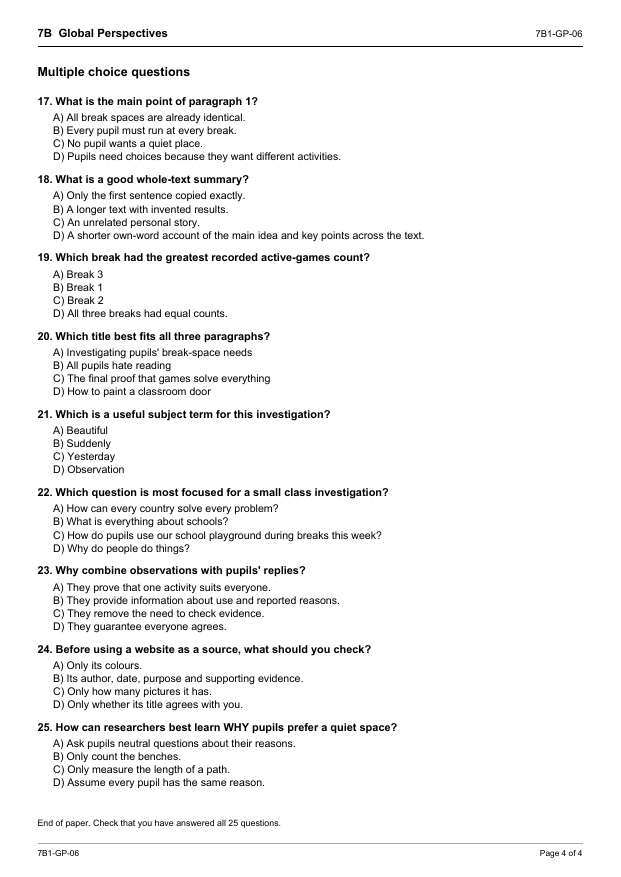 7B Global Perspectives
7B1-GP-06
Multiple choice questions
17. What is the main point of paragraph 1?
A) All break spaces are already identical.
B) Every pupil must run at every break.
C) No pupil wants a quiet place.
D) Pupils need choices because they want different activities.
18. What is a good whole-text summary?
A) Only the first sentence copied exactly.
B) A longer text with invented results.
C) An unrelated personal story.
D) A shorter own-word account of the main idea and key points across the text.
19. Which break had the greatest recorded active-games count?
A) Break 3
B) Break 1
C) Break 2
D) All three breaks had equal counts.
20. Which title best fits all three paragraphs?
A) Investigating pupils' break-space needs
B) All pupils hate reading
C) The final proof that games solve everything
D) How to paint a classroom door
21. Which is a useful subject term for this investigation?
A) Beautiful
B) Suddenly
C) Yesterday
D) Observation
22. Which question is most focused for a small class investigation?
A) How can every country solve every problem?
B) What is everything about schools?
C) How do pupils use our school playground during breaks this week?
D) Why do people do things?
23. Why combine observations with pupils' replies?
A) They prove that one activity suits everyone.
B) They provide information about use and reported reasons.
C) They remove the need to check evidence.
D) They guarantee everyone agrees.
24. Before using a website as a source, what should you check?
A) Only its colours.
B) Its author, date, purpose and supporting evidence.
C) Only how many pictures it has.
D) Only whether its title agrees with you.
25. How can researchers best learn WHY pupils prefer a quiet space?
A) Ask pupils neutral questions about their reasons.
B) Only count the benches.
C) Only measure the length of a path.
D) Assume every pupil has the same reason.
End of paper. Check that you have answered all 25 questions.
7B1-GP-06
Page 4 of 4